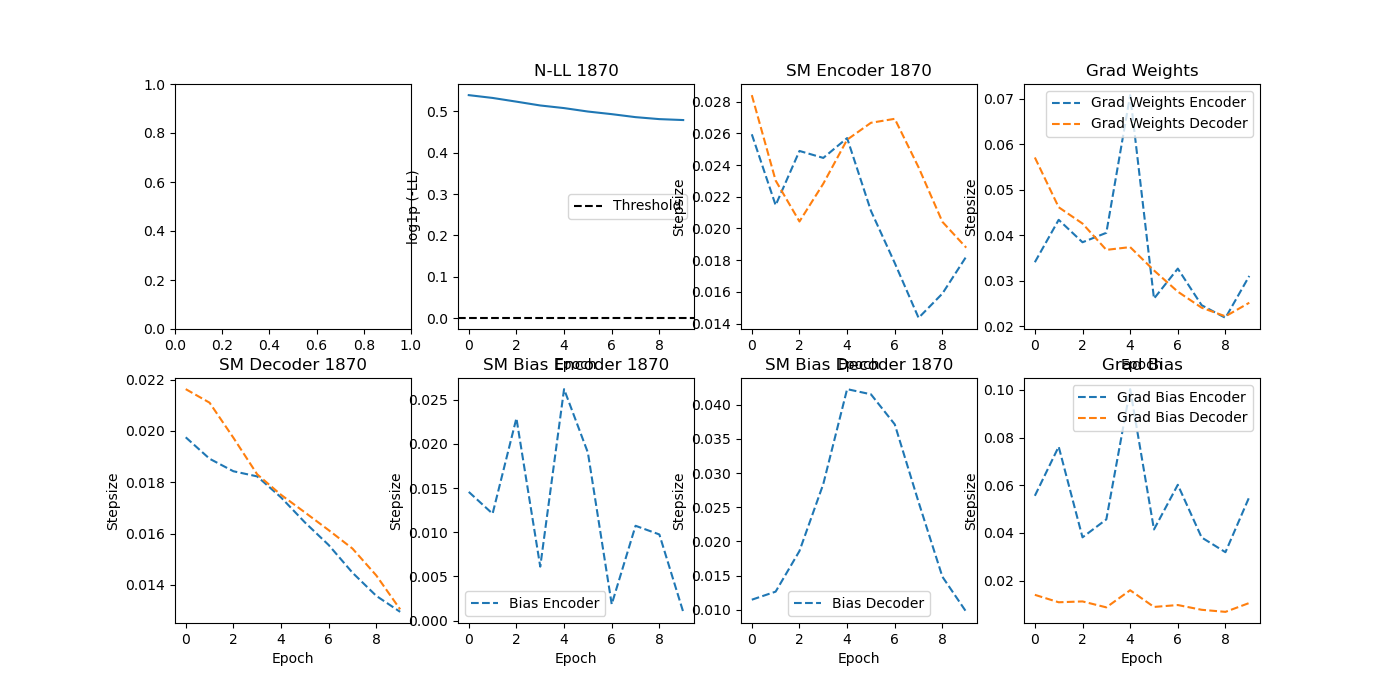 N-LL 1870
SM Encoder 1870
Grad Weights
1.0
0.8
0.6
0.4
0.2
0.0
0.0 0.2 0.4 0.6 0.8 1.0
log1p (-LL)
0.5
0.4
0.3
0.2
0.1
0.0
Threshold
0 2 4 6 8
Epoch
Stepsize
0.028
0.026
0.024
0.022
0.020
0.018
0.016
0.014
0 2 4 6 8
Epoch
Stepsize
0.07
0.06
0.05
0.04
0.03
0.02
Grad Weights Encoder
Grad Weights Decoder
0 2 4 6 8
Epoch
SM Decoder 1870
SM Bias Encoder 1870
SM Bias Decoder 1870
Grad Bias
Stepsize
0.022
0.020
0.018
0.016
0.014
0 2 4 6 8
Epoch
Stepsize
0.025
0.020
0.015
0.010
0.005
0.000
Bias Encoder
0 2 4 6 8
Epoch
Stepsize
0.040
0.035
0.030
0.025
0.020
0.015
0.010
Bias Decoder
0 2 4 6 8
Epoch
Stepsize
0.10
0.08
0.06
0.04
0.02
Grad Bias Encoder
Grad Bias Decoder
0 2 4 6 8
Epoch